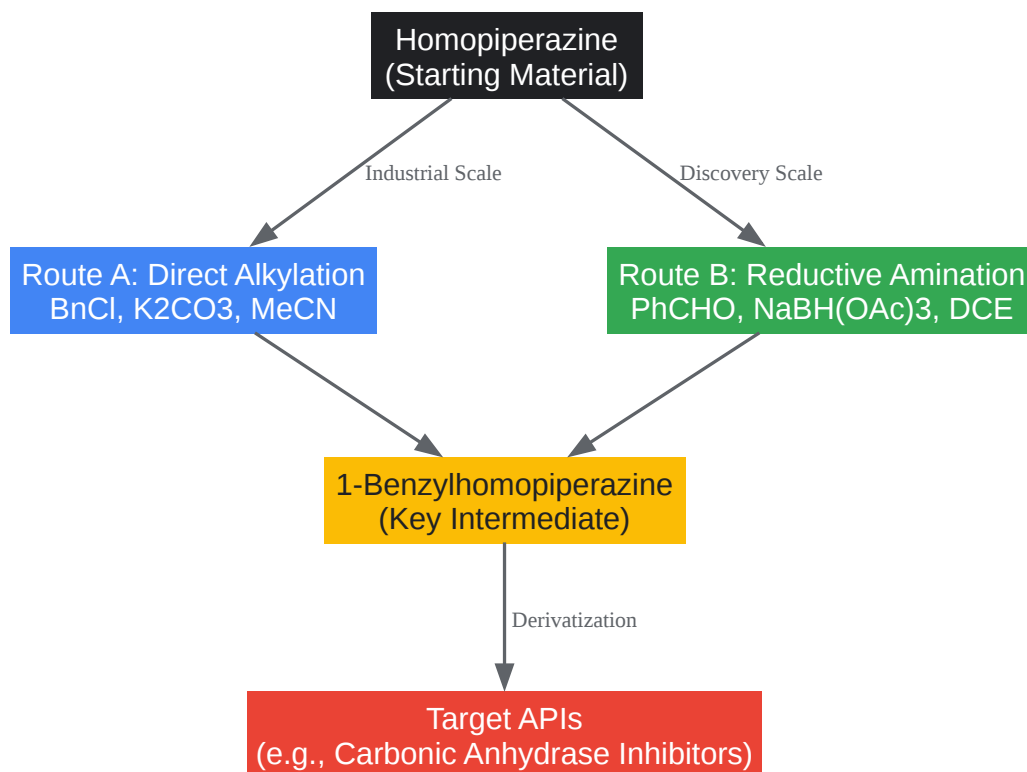 Homopiperazine
(Starting Material)
Industrial Scale
Discovery Scale
Route A: Direct Alkylation
BnCl, K2CO3, MeCN
Route B: Reductive Amination
PhCHO, NaBH(OAc)3, DCE
1-Benzylhomopiperazine
(Key Intermediate)
Derivatization
Target APIs
(e.g., Carbonic Anhydrase Inhibitors)